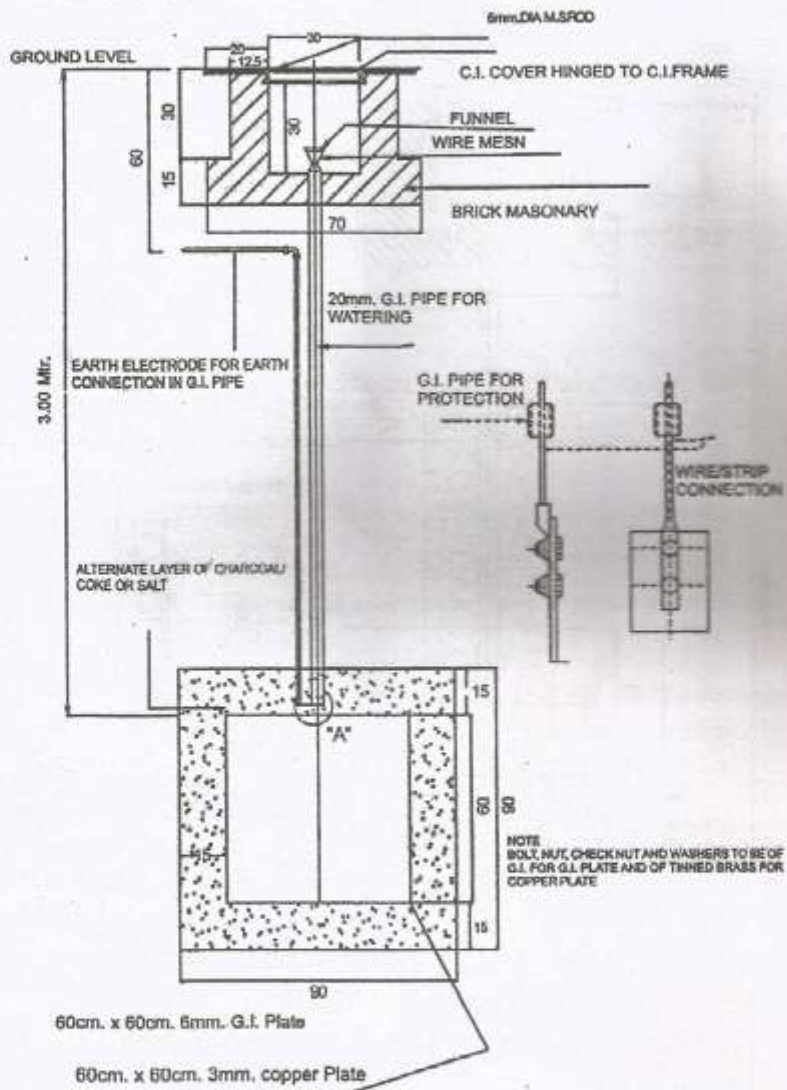 6mm.DIA M.SROD
20
30
GROUND LEVEL
12.5
C.I. COVER HINGED TO C.I.FRAME
30
30
FUNNEL
WIRE MESN
60
15
BRICK MASONARY
70
20mm. G.I. PIPE FOR
WATERING
EARTH ELECTRODE FOR EARTH
CONNECTION IN G.I. PIPE
3.00 Mtr.
G.I. PIPE FOR
PROTECTION
WIRE/STRIP
CONNECTION
ALTERNATE LAYER OF CHARCOAL/
COKE OR SALT
15
"A"
60
90
15
NOTE
BOLT, NUT, CHECK NUT AND WASHERS TO BE OF
G.I. FOR G.I. PLATE AND OF TINNED BRASS FOR
COPPER PLATE
15
90
60cm. x 60cm. 6mm. G.I. Plate
60cm. x 60cm. 3mm. copper Plate